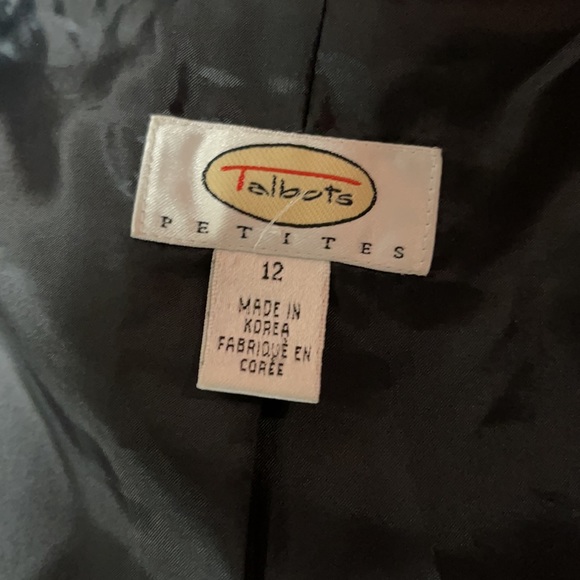 Talbots
PETITES
12
MADE IN
KOREA
FABRIQUÉ EN
CORÉE